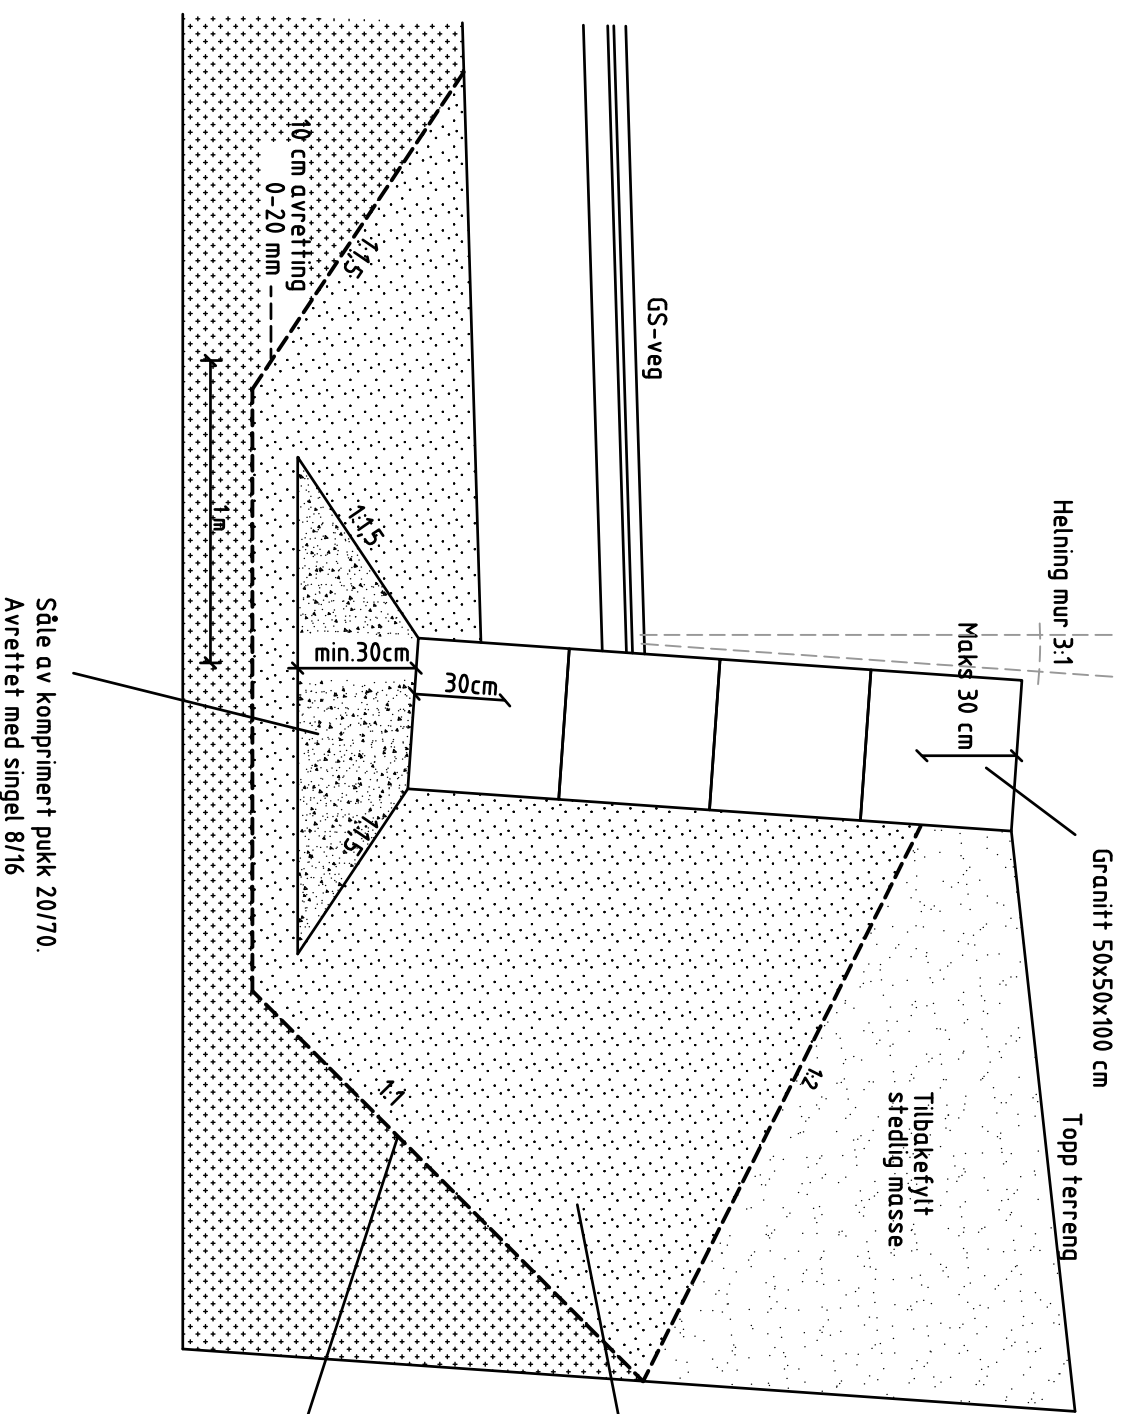 Helning mur 3:1
Maks 30 cm
Granitt 50x50x100 cm
Topp terreng
Tilbakefylt
stedlig masse
1:2
GS-veg
30cm
min.30cm
1:1,5
1:1,5
1:1,5
1:1
10 cm avretting
0-20 mm
1m
Såle av komprimert pukk 20/70.
Avrettet med singel 8/16